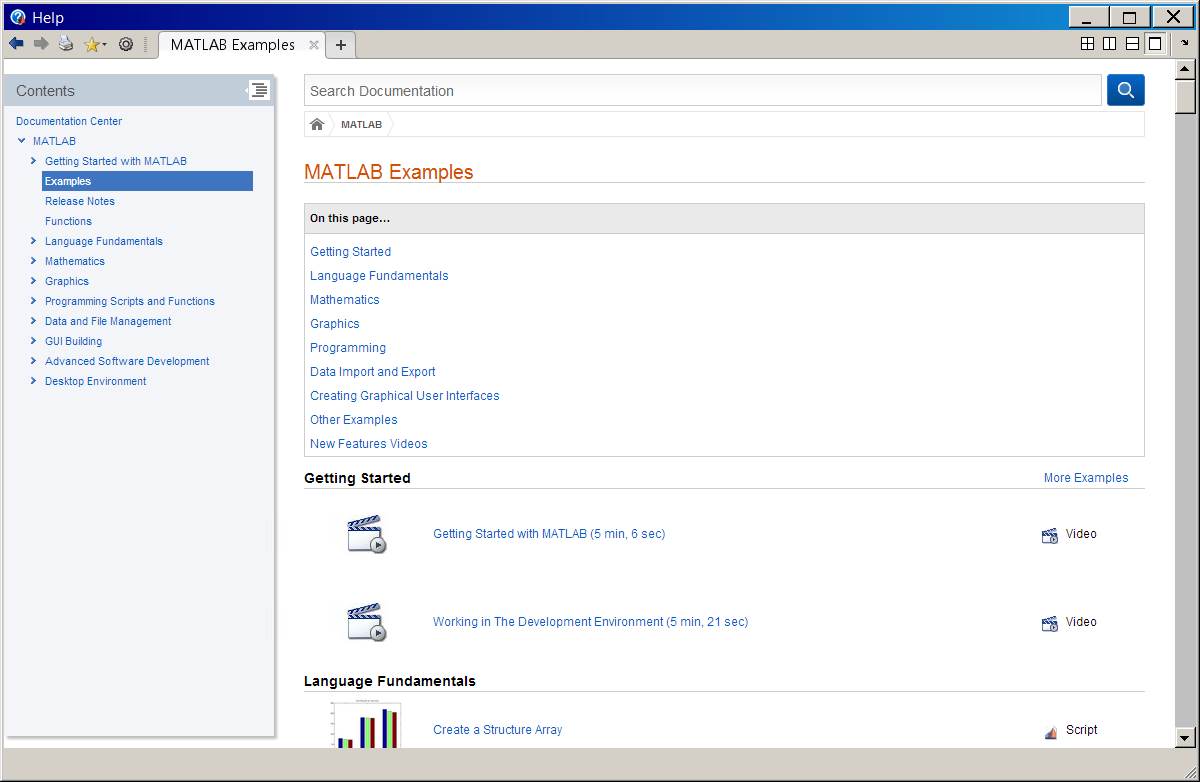 Help
MATLAB Examples
Contents
Documentation Center
MATLAB
Getting Started with MATLAB
Examples
Release Notes
Functions
Language Fundamentals
Mathematics
Graphics
Programming Scripts and Functions
Data and File Management
GUI Building
Advanced Software Development
Desktop Environment
Search Documentation
MATLAB
MATLAB Examples
On this page...
Getting Started
Language Fundamentals
Mathematics
Graphics
Programming
Data Import and Export
Creating Graphical User Interfaces
Other Examples
New Features Videos
Getting Started More Examples
Getting Started with MATLAB (5 min, 6 sec) Video
Working in The Development Environment (5 min, 21 sec) Video
Language Fundamentals
Create a Structure Array Script